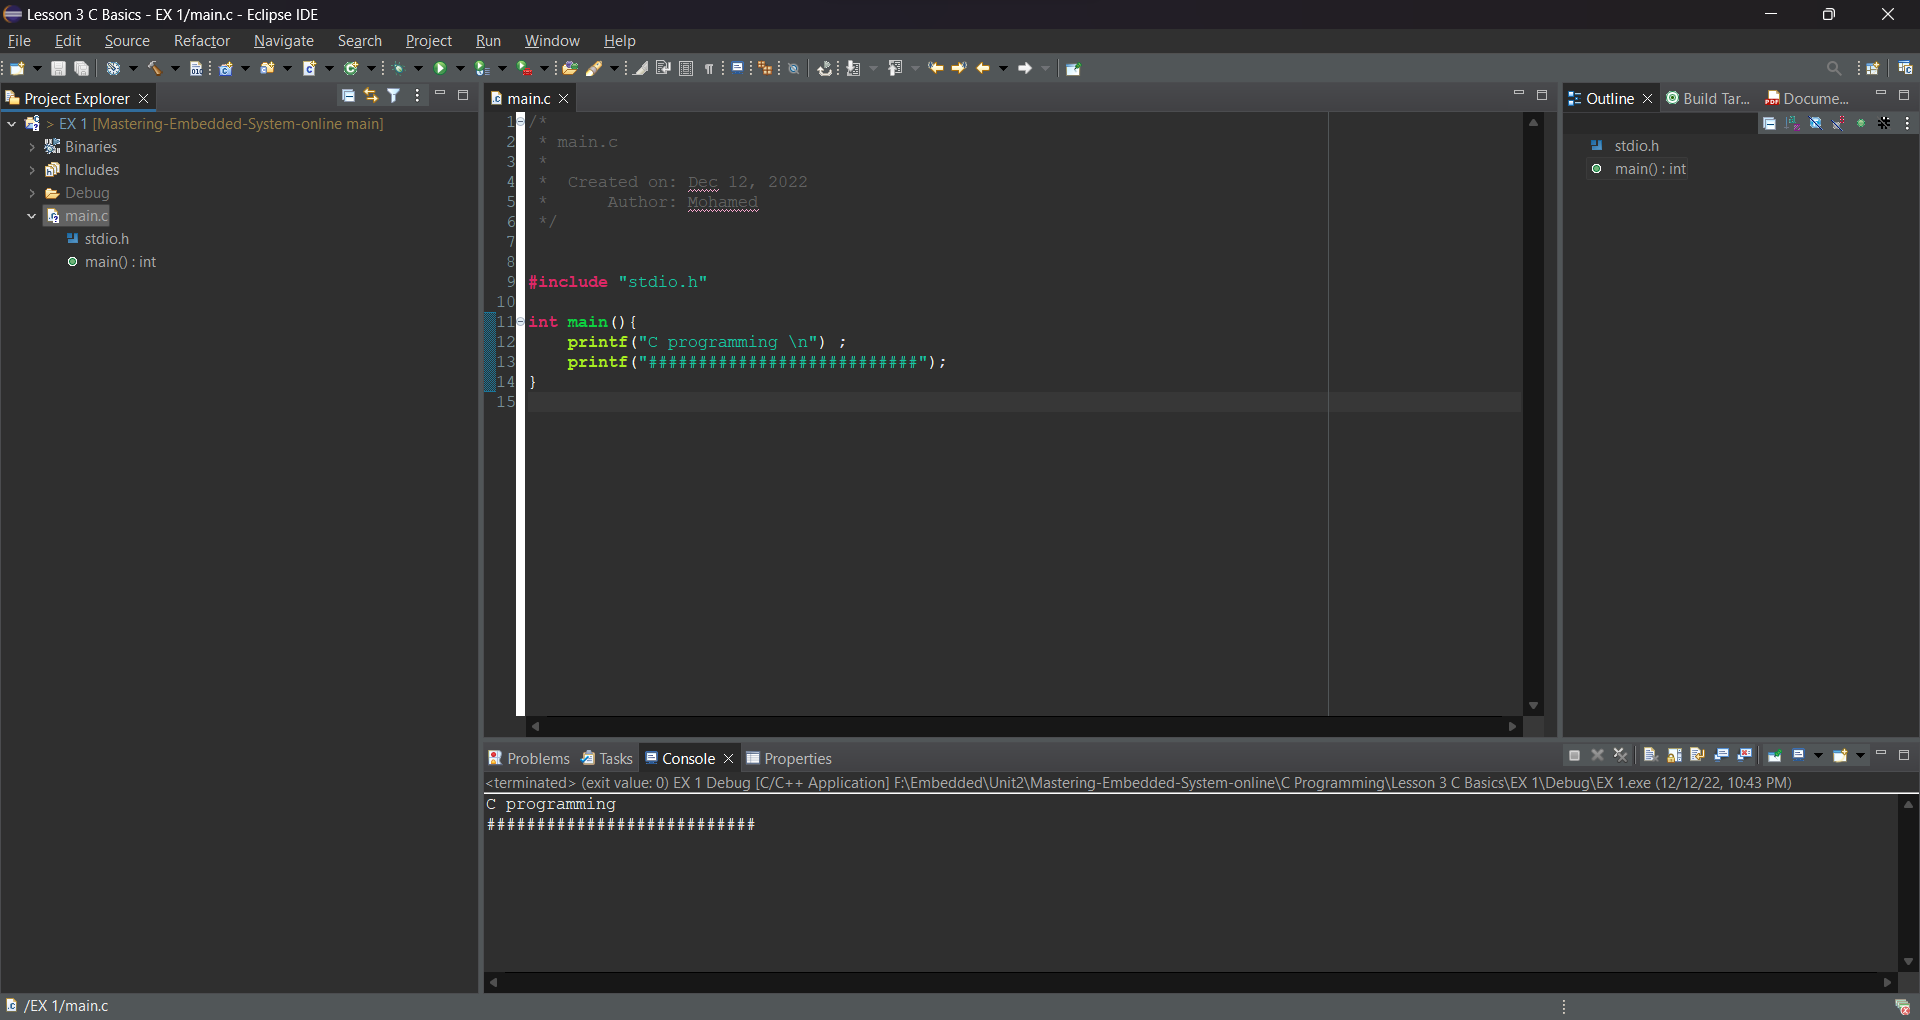 Lesson 3 C Basics - EX 1/main.c - Eclipse IDE
File Edit Source Refactor Navigate Search Project Run Window Help
Project Explorer
> EX 1 [Mastering-Embedded-System-online main]
Binaries
Includes
Debug
main.c
stdio.h
main() : int
main.c
1 /*
2 * main.c
3 *
4 * Created on: Dec 12, 2022
5 * Author: Mohamed
6 */
7
8
9 #include "stdio.h"
10
11 int main(){
12 printf("C programming \n") ;
13 printf("###########################");
14 }
15
Outline Build Tar... Docume...
stdio.h
main() : int
Problems Tasks Console Properties
<terminated> (exit value: 0) EX 1 Debug [C/C++ Application] F:\Embedded\Unit2\Mastering-Embedded-System-online\C Programming\Lesson 3 C Basics\EX 1\Debug\EX 1.exe (12/12/22, 10:43 PM)
C programming
###########################
/EX 1/main.c